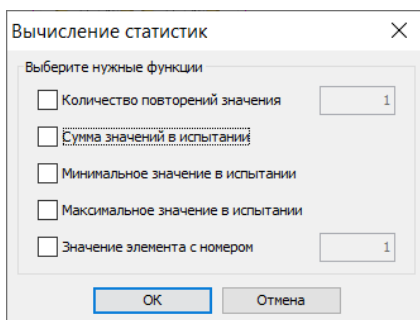 Вычисление статистик
Выберите нужные функции
Количество повторений значения 1
Сумма значений в испытании
Минимальное значение в испытании
Максимальное значение в испытании
Значение элемента с номером 1
ОК Отмена